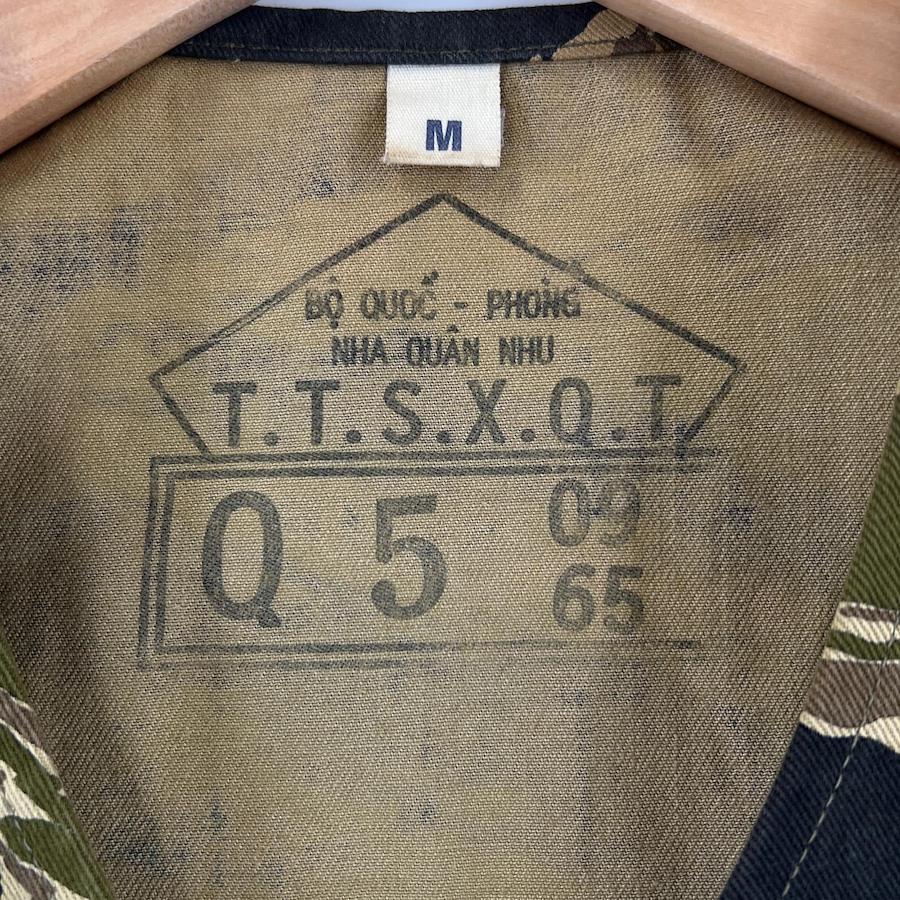 M
BỘ QUỐC - PHÒNG
NHA QUÂN NHU
T.T.S.X.Q.T.
Q 5 09
65